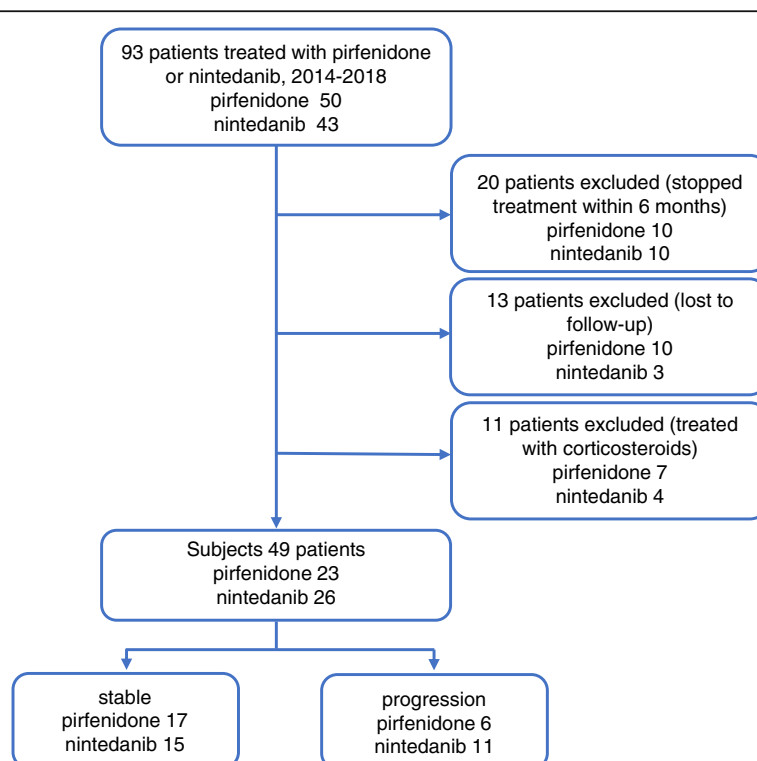 93 patients treated with pirfenidone
or nintedanib, 2014-2018
pirfenidone 50
nintedanib 43
20 patients excluded (stopped
treatment within 6 months)
pirfenidone 10
nintedanib 10
13 patients excluded (lost to
follow-up)
pirfenidone 10
nintedanib 3
11 patients excluded (treated
with corticosteroids)
pirfenidone 7
nintedanib 4
Subjects 49 patients
pirfenidone 23
nintedanib 26
stable
pirfenidone 17
nintedanib 15
progression
pirfenidone 6
nintedanib 11